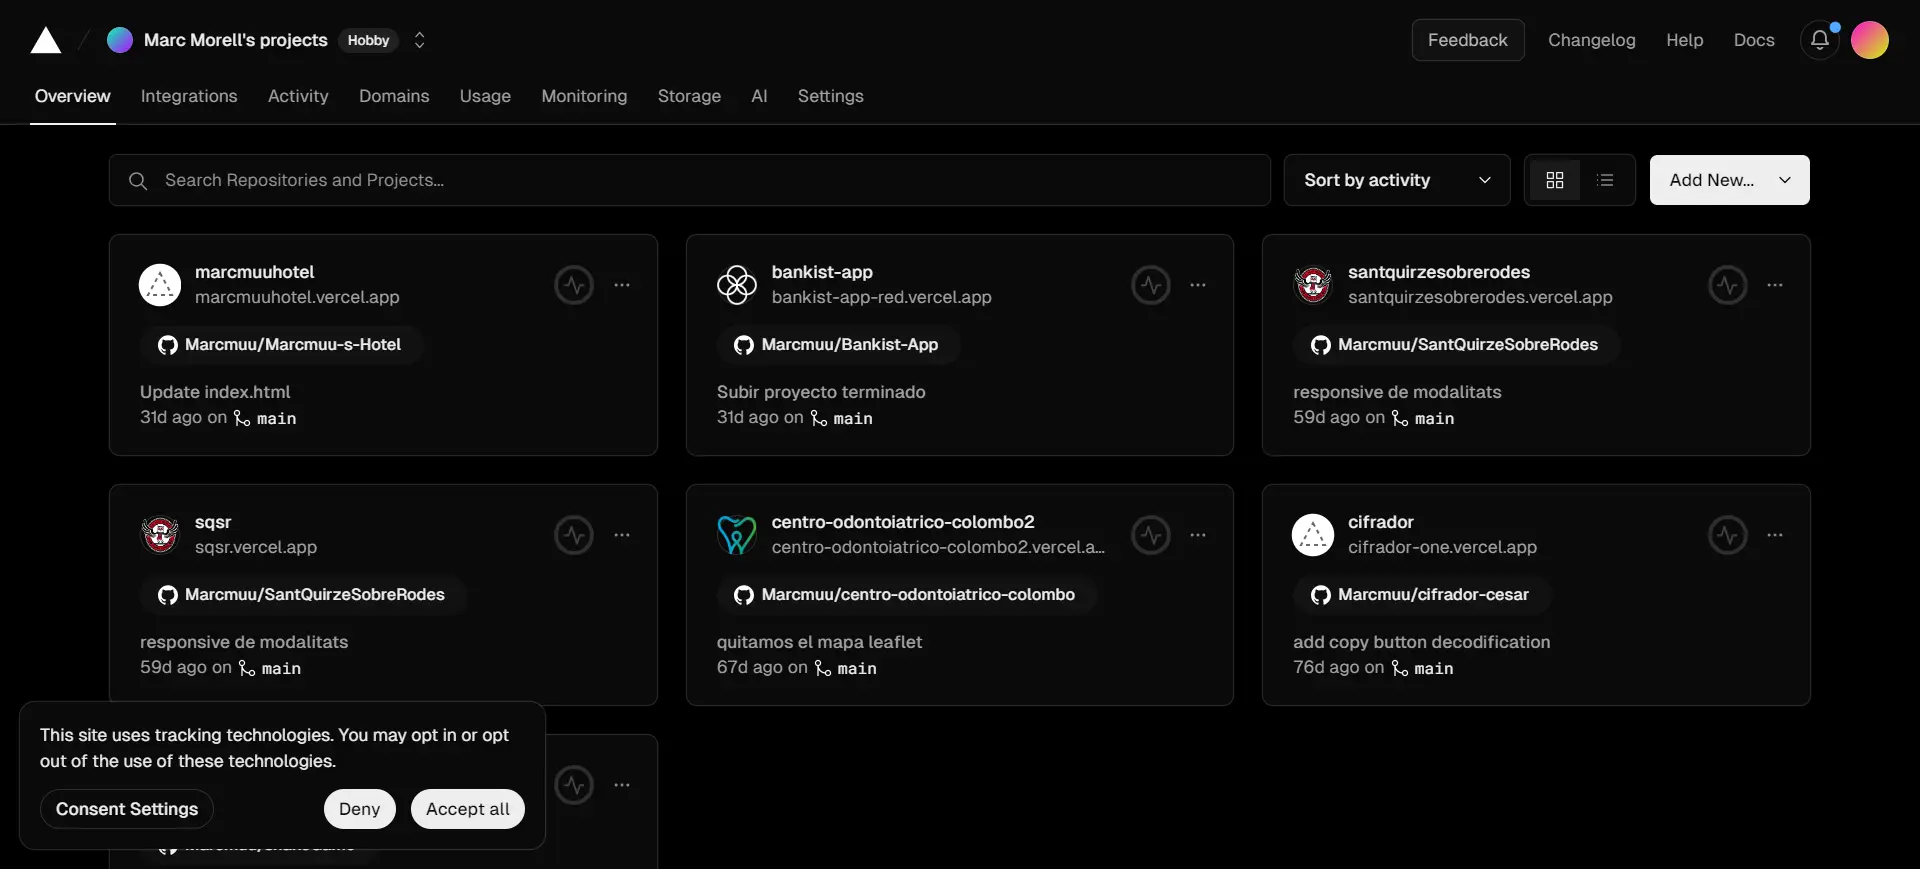 Marc Morell's projects Hobby
Feedback Changelog Help Docs
Overview Integrations Activity Domains Usage Monitoring Storage AI Settings
Search Repositories and Projects...
Sort by activity
Add New...
marcmuuhotel
marcmuuhotel.vercel.app
Marcmuu/Marcmuu-s-Hotel
Update index.html
31d ago on main
bankist-app
bankist-app-red.vercel.app
Marcmuu/Bankist-App
Subir proyecto terminado
31d ago on main
santquirzesobrerodes
santquirzesobrerodes.vercel.app
Marcmuu/SantQuirzeSobreRodes
responsive de modalitats
59d ago on main
sqsr
sqsr.vercel.app
Marcmuu/SantQuirzeSobreRodes
responsive de modalitats
59d ago on main
centro-odontoiatrico-colombo2
centro-odontoiatrico-colombo2.vercel.a...
Marcmuu/centro-odontoiatrico-colombo
quitamos el mapa leaflet
67d ago on main
cifrador
cifrador-one.vercel.app
Marcmuu/cifrador-cesar
add copy button decodification
76d ago on main
This site uses tracking technologies. You may opt in or opt
out of the use of these technologies.
Consent Settings
Deny
Accept all